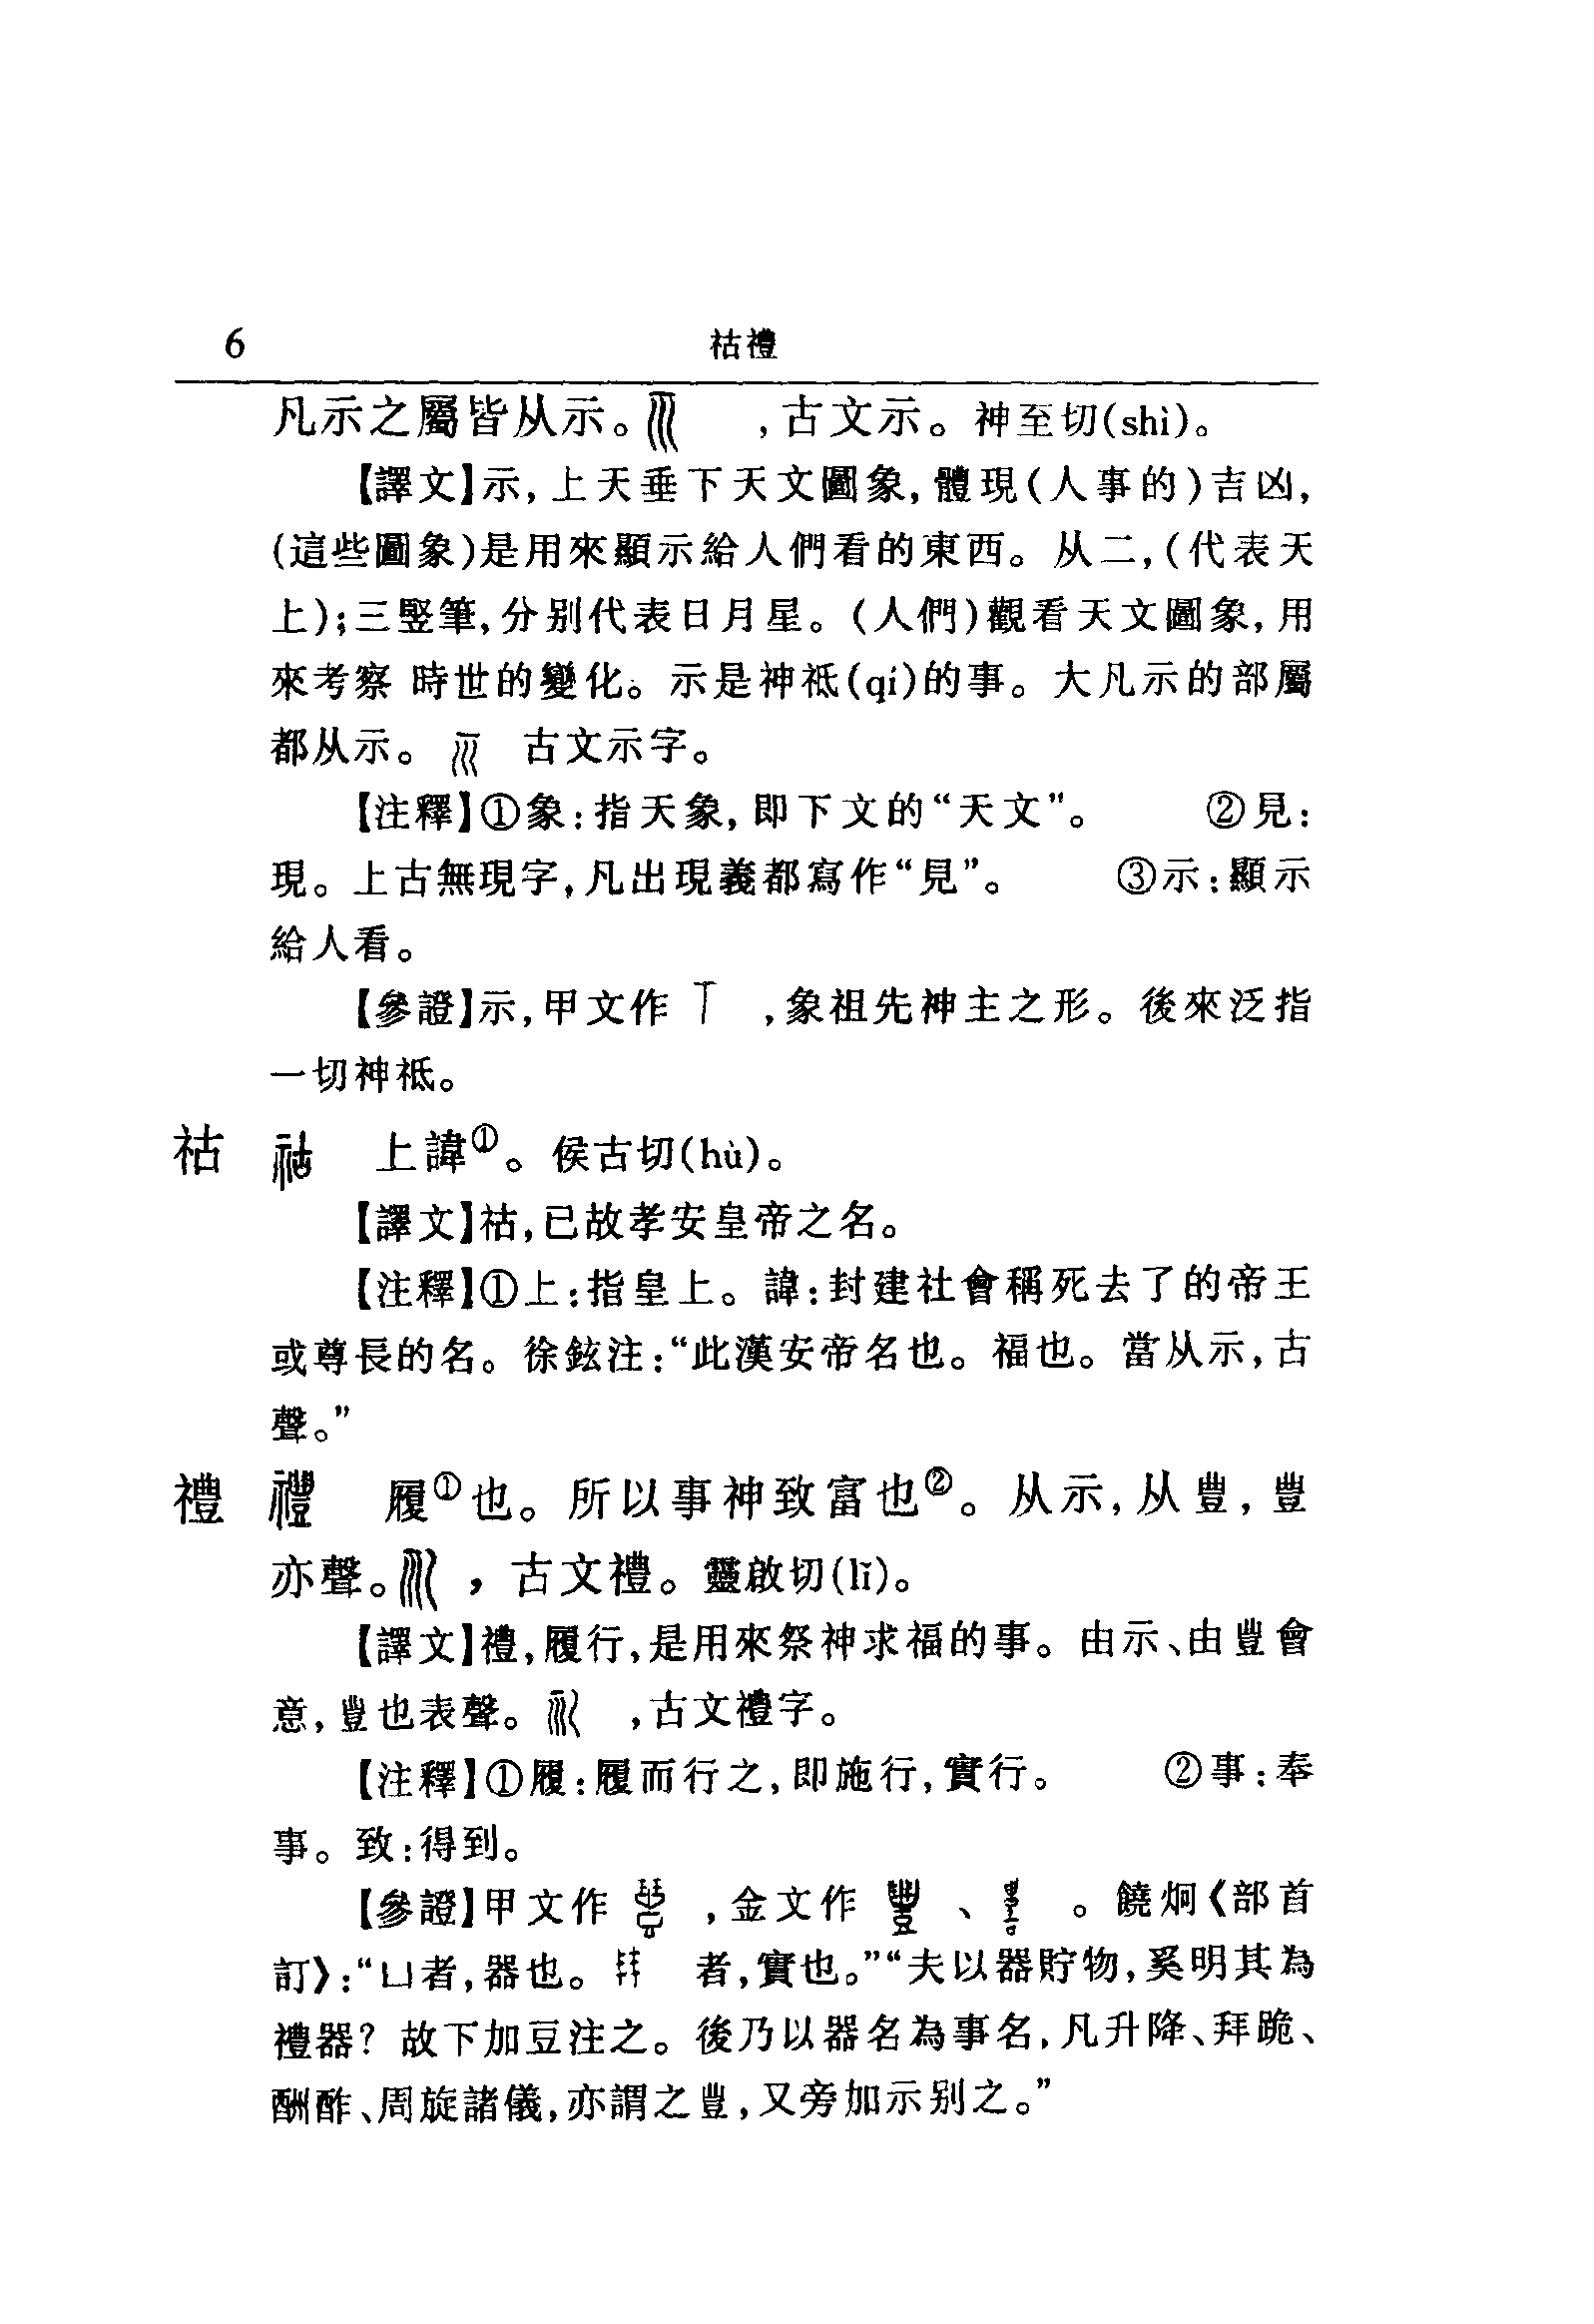 6 祜禮
凡示之屬皆从示。 ,古文示。神至切(shì)。
【譯文】示,上天垂下天文圖象,體現(人事的)吉凶,
(這些圖象)是用來顯示給人們看的東西。从二,(代表天
上);三竪筆,分别代表日月星。(人們)觀看天文圖象,用
來考察時世的變化。示是神祇(qí)的事。大凡示的部屬
都从示。 古文示字。
【注釋】①象:指天象,即下文的“天文”。 ②見:
現。上古無現字,凡出現義都寫作“見”。 ③示:顯示
給人看。
【參證】示,甲文作 ,象祖先神主之形。後來泛指
一切神祇。
祜 上諱①。侯古切(hù)。
【譯文】祜,已故孝安皇帝之名。
【注釋】①上:指皇上。諱:封建社會稱死去了的帝王
或尊長的名。徐鉉注:“此漢安帝名也。福也。當从示,古
聲。”
禮 履①也。所以事神致富也②。从示,从豊,豊
亦聲。 ,古文禮。靈啟切(lǐ)。
【譯文】禮,履行,是用來祭神求福的事。由示、由豊會
意,豊也表聲。 ,古文禮字。
【注釋】①履:履而行之,即施行,實行。 ②事:奉
事。致:得到。
【參證】甲文作 ,金文作 、 。饒炯《部首
訂》:“凵者,器也。 者,實也。”“夫以器貯物,奚明其為
禮器?故下加豆注之。後乃以器名為事名,凡升降、拜跪、
酬酢、周旋諸儀,亦謂之豊,又旁加示别之。”